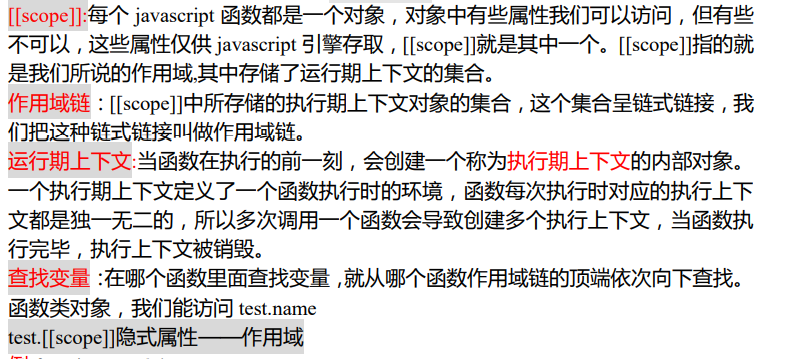 [[scope]]:每个 javascript 函数都是一个对象，对象中有些属性我们可以访问，但有些
不可以，这些属性仅供 javascript 引擎存取，[[scope]]就是其中一个。[[scope]]指的就
是我们所说的作用域,其中存储了运行期上下文的集合。
作用域链：[[scope]]中所存储的执行期上下文对象的集合，这个集合呈链式链接，我
们把这种链式链接叫做作用域链。
运行期上下文:当函数在执行的前一刻，会创建一个称为执行期上下文的内部对象。
一个执行期上下文定义了一个函数执行时的环境，函数每次执行时对应的执行上下
文都是独一无二的，所以多次调用一个函数会导致创建多个执行上下文，当函数执
行完毕，执行上下文被销毁。
查找变量 :在哪个函数里面查找变量 ,就从哪个函数作用域链的顶端依次向下查找。
函数类对象，我们能访问 test.name
test.[[scope]]隐式属性——作用域